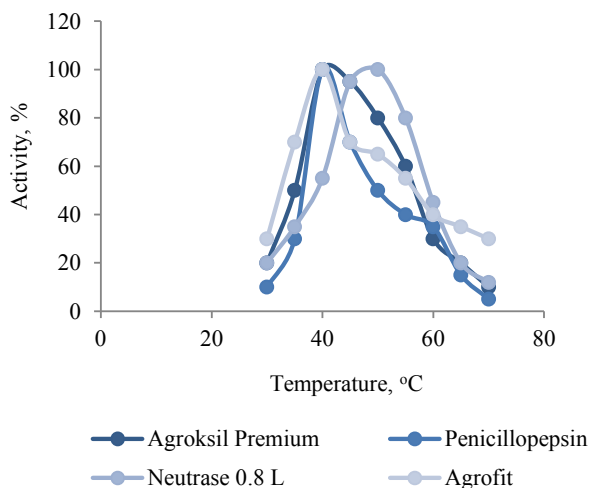 120
100
80
60
40
20
0
Activity, %
0 20 40 60 80
Temperature, °C
Agroksil Premium Penicillopepsin
Neutrase 0.8 L Agrofit